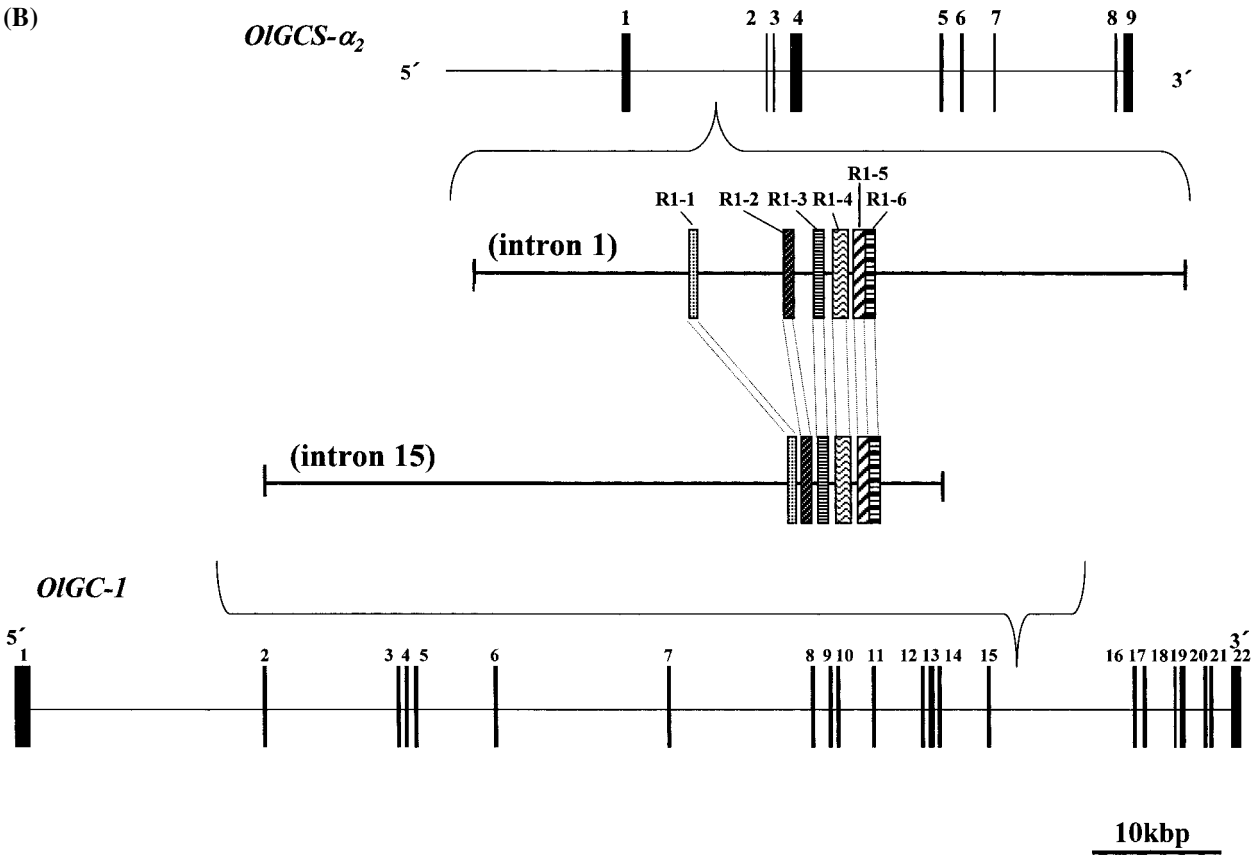 (B)
OlGCS-α2
1 2 3 4 5 6 7 8 9
5´ 3´
R1-5
R1-1 R1-2 R1-3 R1-4 R1-6
(intron 1)
(intron 15)
OlGC-1
5´ 3´
1 2 3 4 5 6 7 8 9 10 11 12 13 14 15 16 17 18 19 20 21 22
10kbp